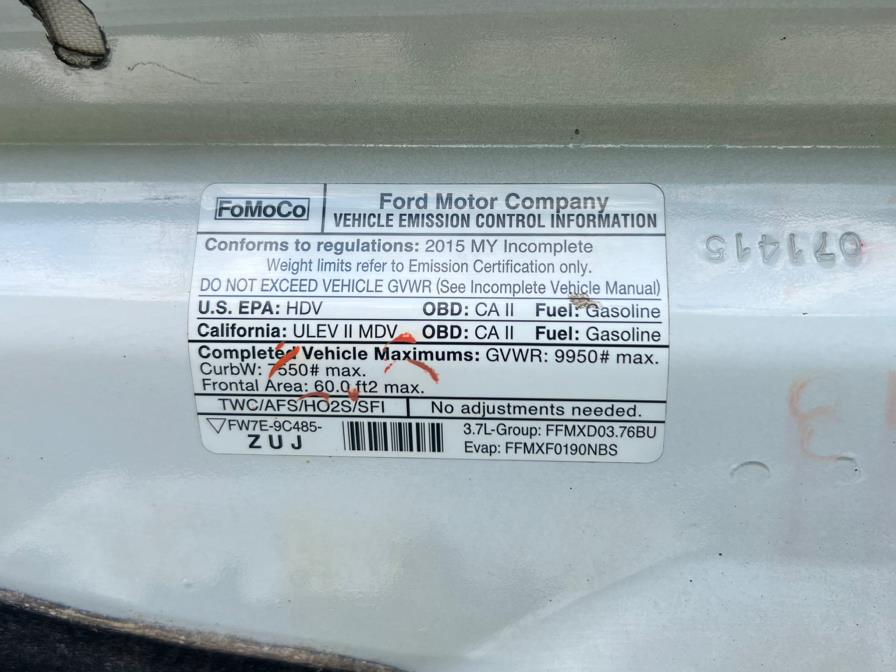 FoMoCo
Ford Motor Company
VEHICLE EMISSION CONTROL INFORMATION
Conforms to regulations: 2015 MY Incomplete
Weight limits refer to Emission Certification only.
DO NOT EXCEED VEHICLE GVWR (See Incomplete Vehicle Manual)
U.S. EPA: HDV OBD: CA II Fuel: Gasoline
California: ULEV II MDV OBD: CA II Fuel: Gasoline
Completed Vehicle Maximums: GVWR: 9950# max.
CurbW: 7550# max.
Frontal Area: 60.0 ft2 max.
TWC/AFS/HO2S/SFI No adjustments needed.
FW7E-9C485-
ZUJ
3.7L-Group: FFMXD03.76BU
Evap: FFMXF0190NBS
071415